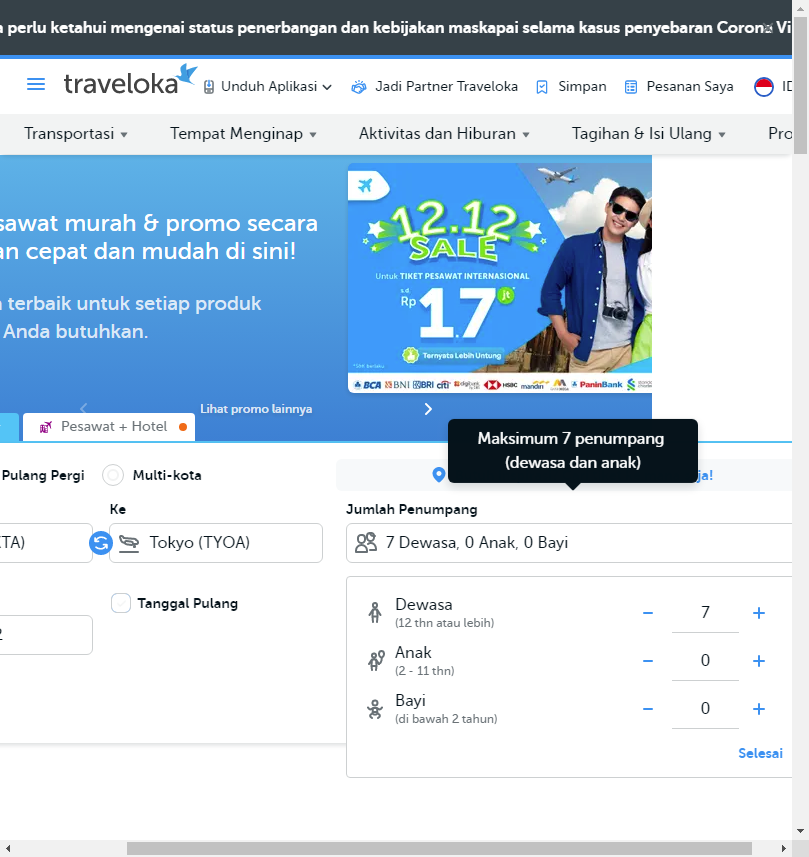 a perlu ketahui mengenai status penerbangan dan kebijakan maskapai selama kasus penyebaran Corona Vi
traveloka
Unduh Aplikasi
Jadi Partner Traveloka
Simpan
Pesanan Saya
ID
Transportasi
Tempat Menginap
Aktivitas dan Hiburan
Tagihan & Isi Ulang
Pro
esawat murah & promo secara
an cepat dan mudah di sini!
terbaik untuk setiap produk
Anda butuhkan.
12.12
SALE
Untuk TIKET PESAWAT INTERNASIONAL
s.d.
Rp 1.7 jt
Ternyata Lebih Untung
BCA BNI BRI citi digibank HSBC mandiri PaninBank
Lihat promo lainnya
Pesawat + Hotel
Maksimum 7 penumpang
(dewasa dan anak)
Pulang Pergi
Multi-kota
ja!
Ke
Jumlah Penumpang
TA)
Tokyo (TYOA)
7 Dewasa, 0 Anak, 0 Bayi
Tanggal Pulang
2
Dewasa
(12 thn atau lebih)
− 7 +
Anak
(2 - 11 thn)
− 0 +
Bayi
(di bawah 2 tahun)
− 0 +
Selesai